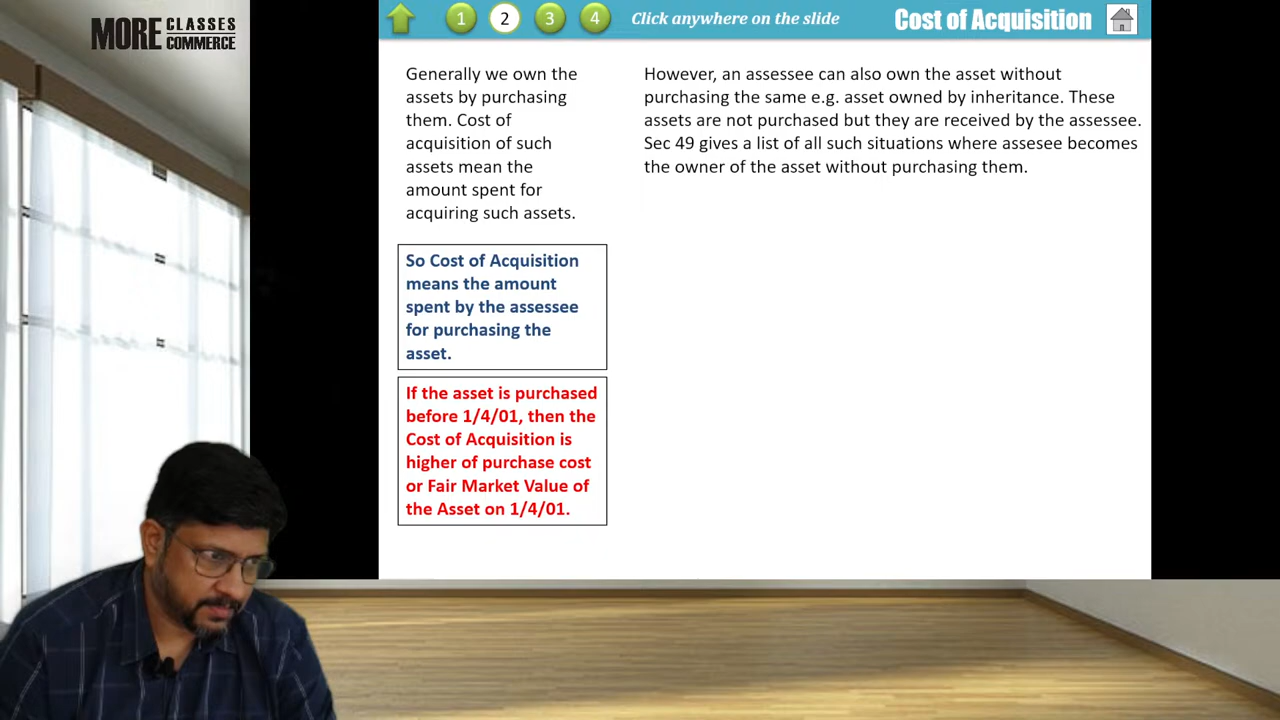 MORE CLASSES COMMERCE
1 2 3 4 Click anywhere on the slide Cost of Acquisition
Generally we own the
assets by purchasing
them. Cost of
acquisition of such
assets mean the
amount spent for
acquiring such assets.
So Cost of Acquisition
means the amount
spent by the assessee
for purchasing the
asset.
If the asset is purchased
before 1/4/01, then the
Cost of Acquisition is
higher of purchase cost
or Fair Market Value of
the Asset on 1/4/01.
However, an assessee can also own the asset without
purchasing the same e.g. asset owned by inheritance. These
assets are not purchased but they are received by the assessee.
Sec 49 gives a list of all such situations where assesee becomes
the owner of the asset without purchasing them.